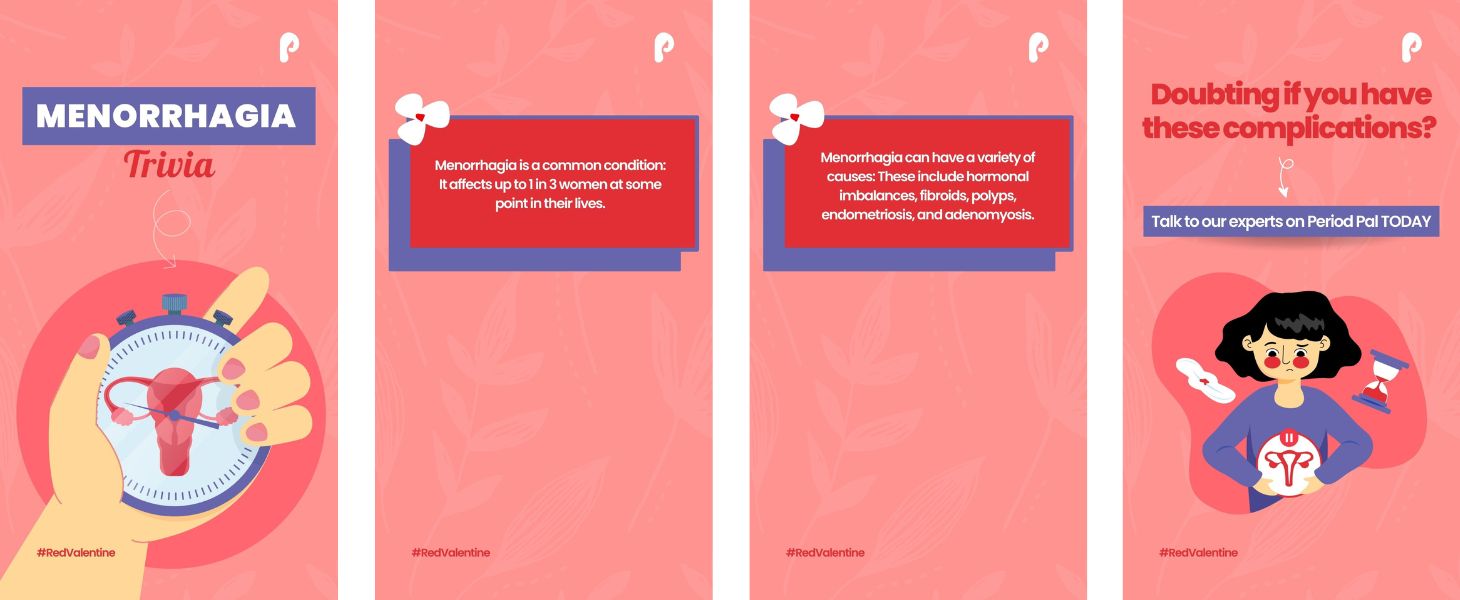 MENORRHAGIA
Trivia
#RedValentine
Menorrhagia is a common condition:
It affects up to 1 in 3 women at some
point in their lives.
#RedValentine
Menorrhagia can have a variety of
causes: These include hormonal
imbalances, fibroids, polyps,
endometriosis, and adenomyosis.
#RedValentine
Doubting if you have
these complications?
Talk to our experts on Period Pal TODAY
#RedValentine